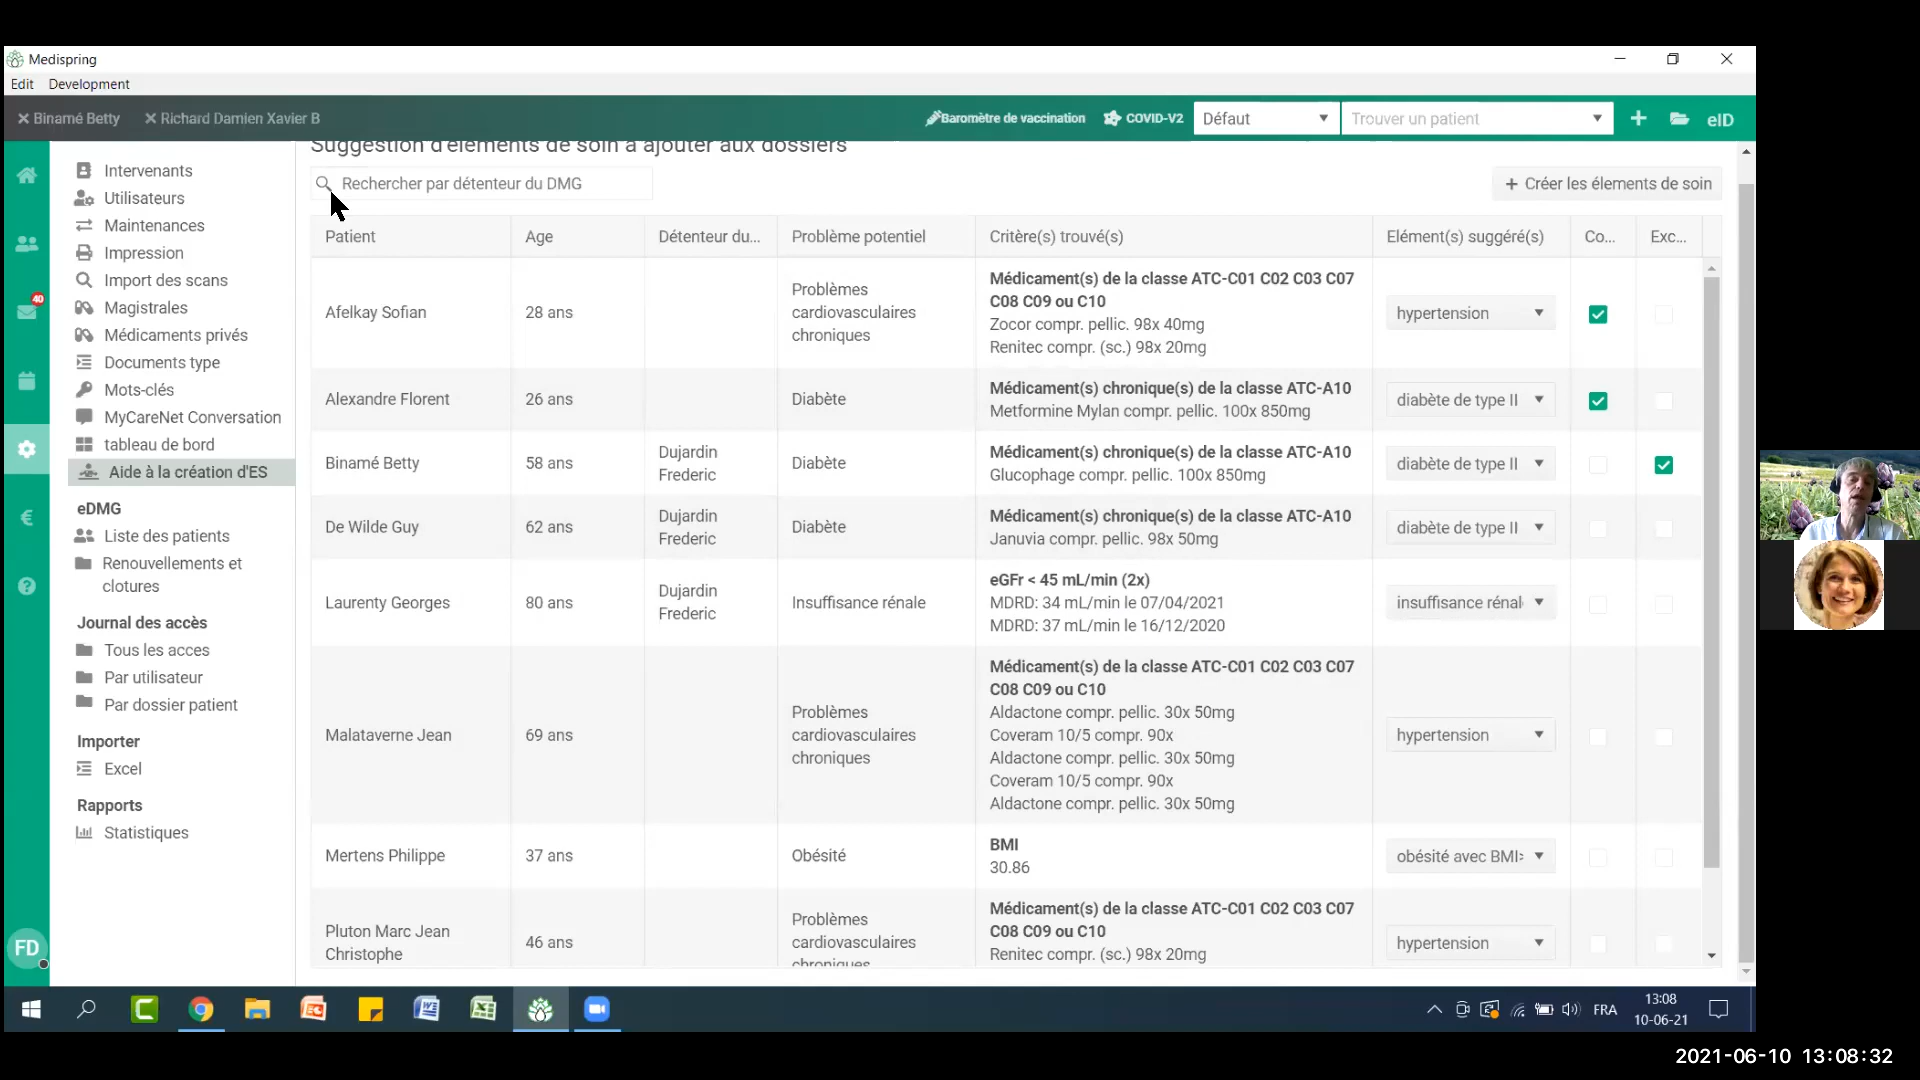 Medispring
Edit Development
Binamé Betty Richard Damien Xavier B Baromètre de vaccination COVID-V2 Défaut Trouver un patient eID
Suggestion d'éléments de soin à ajouter aux dossiers
Rechercher par détenteur du DMG
+ Créer les élements de soin
Intervenants
Utilisateurs
Maintenances
Impression
Import des scans
Magistrales
Médicaments privés
Documents type
Mots-clés
MyCareNet Conversation
tableau de bord
Aide à la création d'ES
eDMG
Liste des patients
Renouvellements et
clotures
Journal des accès
Tous les acces
Par utilisateur
Par dossier patient
Importer
Excel
Rapports
Statistiques
40
€
?
FD
Patient Age Détenteur du... Problème potentiel Critère(s) trouvé(s) Elément(s) suggéré(s) Co... Exc...
Afelkay Sofian
28 ans
Problèmes
cardiovasculaires
chroniques
Médicament(s) de la classe ATC-C01 C02 C03 C07
C08 C09 ou C10
Zocor compr. pellic. 98x 40mg
Renitec compr. (sc.) 98x 20mg
hypertension
Alexandre Florent
26 ans
Diabète
Médicament(s) chronique(s) de la classe ATC-A10
Metformine Mylan compr. pellic. 100x 850mg
diabète de type II
Binamé Betty
58 ans
Dujardin
Frederic
Diabète
Médicament(s) chronique(s) de la classe ATC-A10
Glucophage compr. pellic. 100x 850mg
diabète de type II
De Wilde Guy
62 ans
Dujardin
Frederic
Diabète
Médicament(s) chronique(s) de la classe ATC-A10
Januvia compr. pellic. 98x 50mg
diabète de type II
Laurenty Georges
80 ans
Dujardin
Frederic
Insuffisance rénale
eGFr < 45 mL/min (2x)
MDRD: 34 mL/min le 07/04/2021
MDRD: 37 mL/min le 16/12/2020
insuffisance rénal
Malataverne Jean
69 ans
Problèmes
cardiovasculaires
chroniques
Médicament(s) de la classe ATC-C01 C02 C03 C07
C08 C09 ou C10
Aldactone compr. pellic. 30x 50mg
Coveram 10/5 compr. 90x
Aldactone compr. pellic. 30x 50mg
Coveram 10/5 compr. 90x
Aldactone compr. pellic. 30x 50mg
hypertension
Mertens Philippe
37 ans
Obésité
BMI
30.86
obésité avec BMI>
Pluton Marc Jean
Christophe
46 ans
Problèmes
cardiovasculaires
chroniques
Médicament(s) de la classe ATC-C01 C02 C03 C07
C08 C09 ou C10
Renitec compr. (sc.) 98x 20mg
hypertension
FRA
13:08
10-06-21
2021-06-10 13:08:32